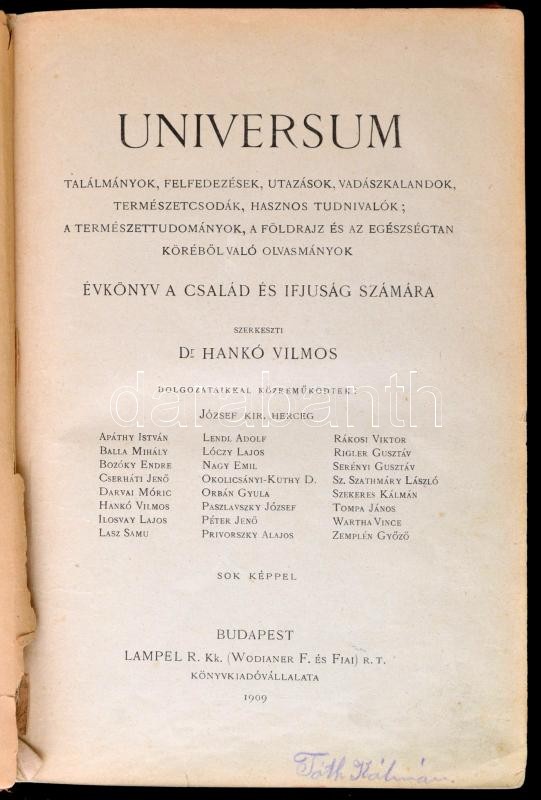 UNIVERSUM
TALÁLMÁNYOK, FELFEDEZÉSEK, UTAZÁSOK, VADÁSZKALANDOK,
TERMÉSZETCSODÁK, HASZNOS TUDNIVALÓK;
A TERMÉSZETTUDOMÁNYOK, A FÖLDRAJZ ÉS AZ EGÉSZSÉGTAN
KÖRÉBŐL VALÓ OLVASMÁNYOK
ÉVKÖNYV A CSALÁD ÉS IFJUSÁG SZÁMÁRA
SZERKESZTI
Dr HANKÓ VILMOS
DOLGOZATAIKKAL KÖZREMŰKÖDTEK:
darabanth
JÓZSEF KIR. HERCEG
APÁTHY ISTVÁN
BALLA MIHÁLY
BOZÓKY ENDRE
CSERHÁTI JENŐ
DARVAI MÓRIC
HANKÓ VILMOS
ILOSVAY LAJOS
LASZ SAMU
LENDL ADOLF
LÓCZY LAJOS
NAGY EMIL
OKOLICSÁNYI-KUTHY D.
ORBÁN GYULA
PASZLAVSZKY JÓZSEF
PÉTER JENŐ
PRIVORSZKY ALAJOS
RÁKOSI VIKTOR
RIGLER GUSZTÁV
SERÉNYI GUSZTÁV
SZ. SZATHMÁRY LÁSZLÓ
SZEKERES KÁLMÁN
TOMPA JÁNOS
WARTHA VINCE
ZEMPLÉN GYŐZŐ
SOK KÉPPEL
BUDAPEST
LAMPEL R. KK. (WODIANER F. ÉS FIAI) R. T.
KÖNYVKIADÓVÁLLALATA
1909
Tóth Kálmán.